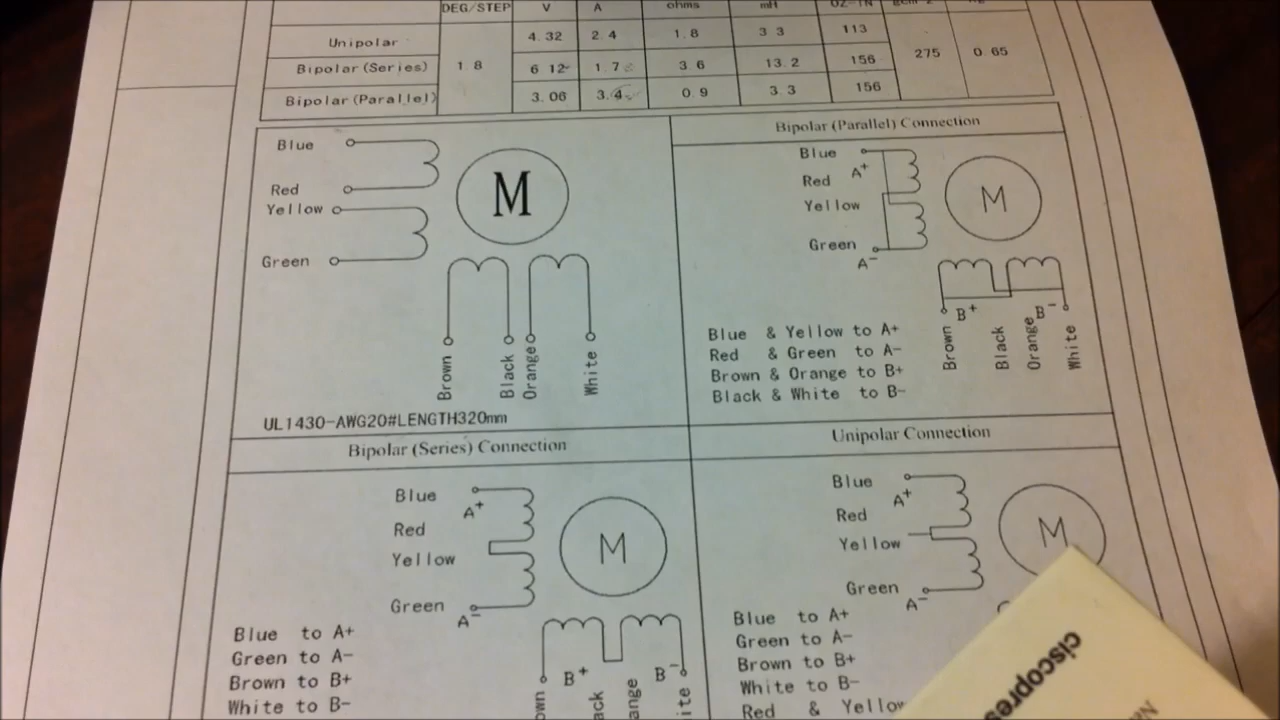 DEG/STEP V A ohms mH OZ-IN
Unipolar 4.32 2.4 1.8 3.3 113
Bipolar (Series) 1.8 6.12 1.7 3.6 13.2 156 275 0.65
Bipolar (Parallel) 3.06 3.4 0.9 3.3 156
Blue
Red
Yellow
Green
M
Brown
Black
Orange
White
UL1430-AWG20#LENGTH320mm
Bipolar (Parallel) Connection
Blue
A+
Red
Yellow
Green
A-
M
B+
B-
Brown
Black
Orange
White
Blue & Yellow to A+
Red & Green to A-
Brown & Orange to B+
Black & White to B-
Bipolar (Series) Connection
Blue
A+
Red
Yellow
Green
A-
M
B+
B-
Blue to A+
Green to A-
Brown to B+
White to B-
Unipolar Connection
Blue
A+
Red
Yellow
Green
A-
M
Blue to A+
Green to A-
Brown to B+
White to B-
Red & Yellow
ciscopres